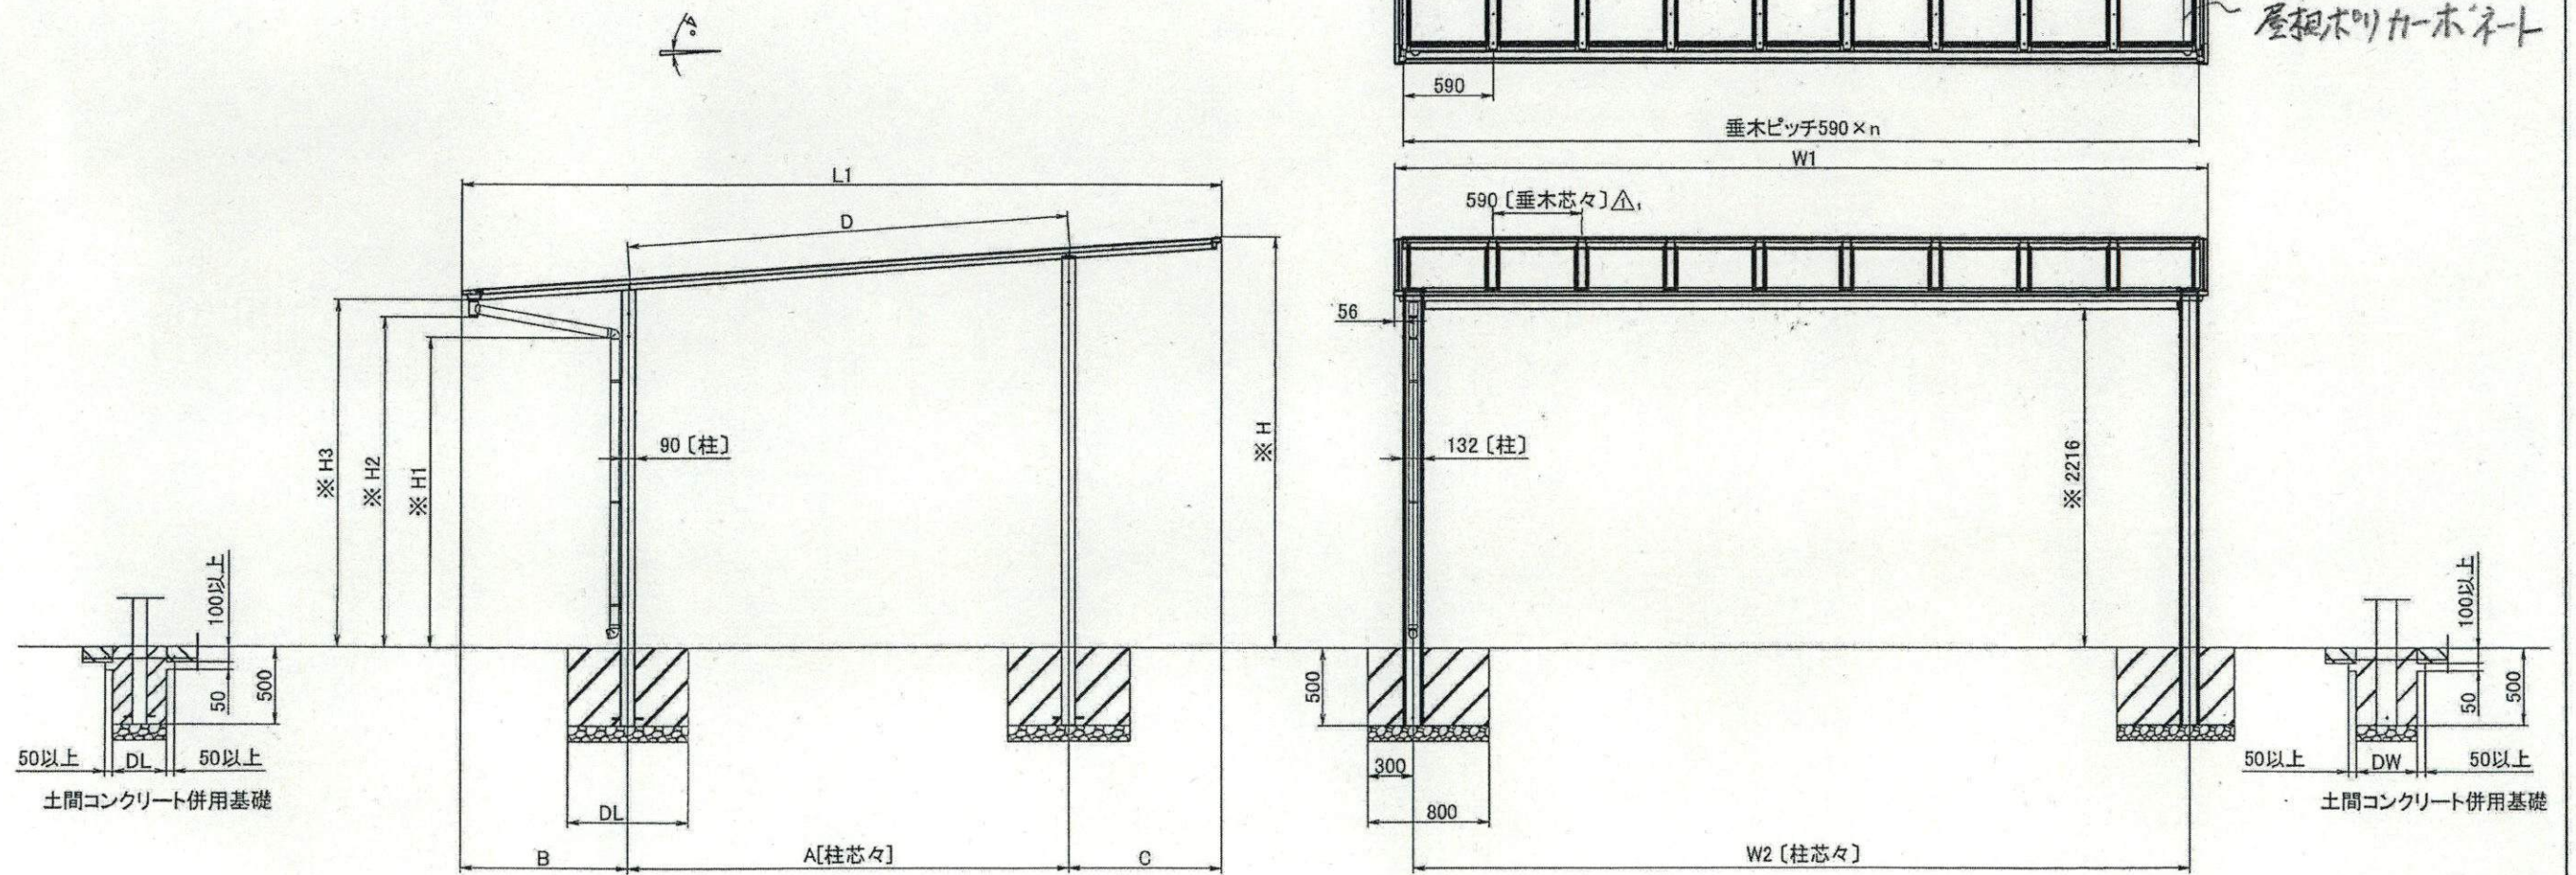 4°
屋根ポリカーボネート
590
垂木ピッチ590×n
W1
L1
590〔垂木芯々〕⚠1
D
56
90〔柱〕
132〔柱〕
※ H3
※ H2
※ H1
※ H
※ 2216
100以上
50
500
50以上 DL 50以上
土間コンクリート併用基礎
DL
B A[柱芯々] C
500
300
800
W2〔柱芯々〕
100以上
50
500
50以上 DW 50以上
土間コンクリート併用基礎